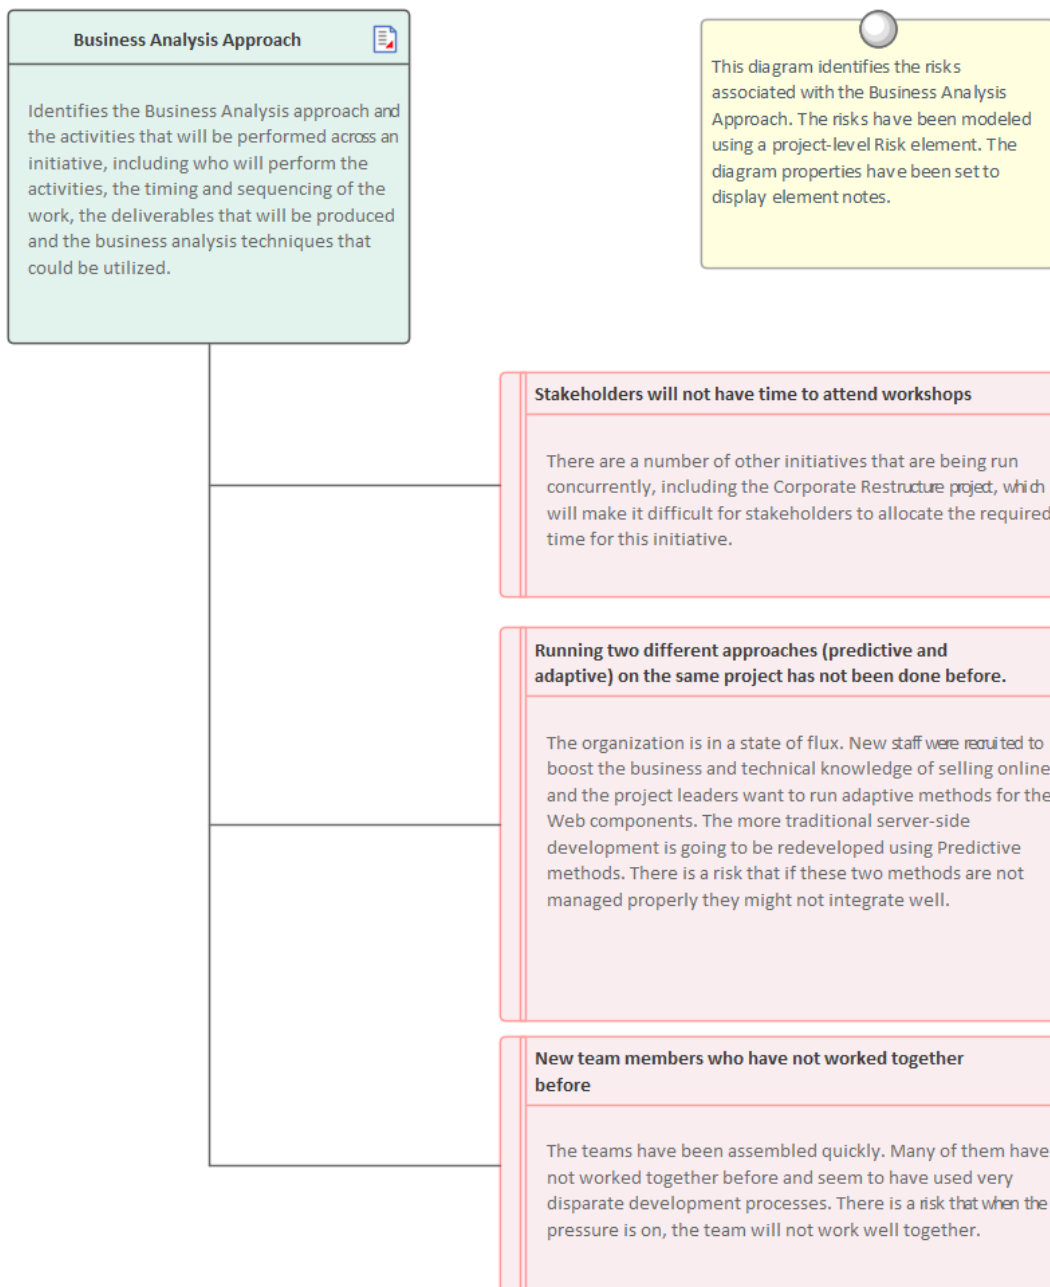 Business Analysis Approach
Identifies the Business Analysis approach and
the activities that will be performed across an
initiative, including who will perform the
activities, the timing and sequencing of the
work, the deliverables that will be produced
and the business analysis techniques that
could be utilized.
This diagram identifies the risks
associated with the Business Analysis
Approach. The risks have been modeled
using a project-level Risk element. The
diagram properties have been set to
display element notes.
Stakeholders will not have time to attend workshops
There are a number of other initiatives that are being run
concurrently, including the Corporate Restructure project, which
will make it difficult for stakeholders to allocate the required
time for this initiative.
Running two different approaches (predictive and
adaptive) on the same project has not been done before.
The organization is in a state of flux. New staff were recruited to
boost the business and technical knowledge of selling online
and the project leaders want to run adaptive methods for the
Web components. The more traditional server-side
development is going to be redeveloped using Predictive
methods. There is a risk that if these two methods are not
managed properly they might not integrate well.
New team members who have not worked together
before
The teams have been assembled quickly. Many of them have
not worked together before and seem to have used very
disparate development processes. There is a risk that when the
pressure is on, the team will not work well together.